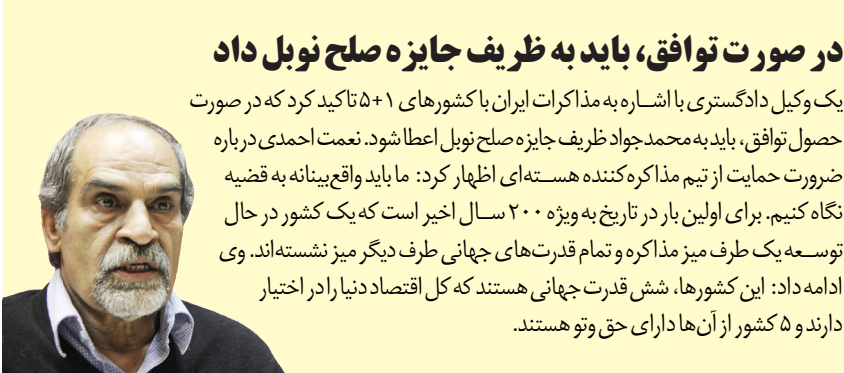 در صورت توافق، باید به ظریف جایزه صلح نوبل داد
یک وکیل دادگستری با اشاره به مذاکرات ایران با کشورهای ۱+۵ تاکید کرد که در صورت
حصول توافق، باید به محمدجواد ظریف جایزه صلح نوبل اعطا شود. نعمت احمدی درباره
ضرورت حمایت از تیم مذاکره‌کننده هسته‌ای اظهار کرد: ما باید واقع‌بینانه به قضیه
نگاه کنیم. برای اولین بار در تاریخ به ویژه ۲۰۰ سال اخیر است که یک کشور در حال
توسعه یک طرف میز مذاکره و تمام قدرت‌های جهانی طرف دیگر میز نشسته‌اند. وی
ادامه داد: این کشورها، شش قدرت جهانی هستند که کل اقتصاد دنیا را در اختیار
دارند و ۵ کشور از آن‌ها دارای حق وتو هستند.